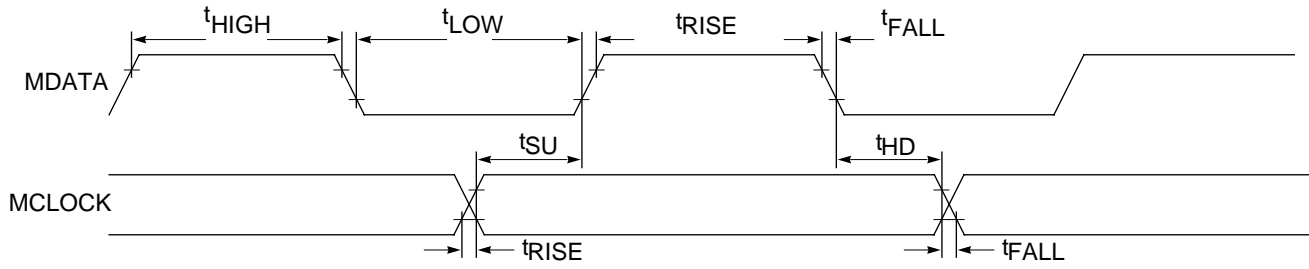 tHIGH tLOW tRISE tFALL
MDATA
tSU tHD
MCLOCK
tRISE tFALL